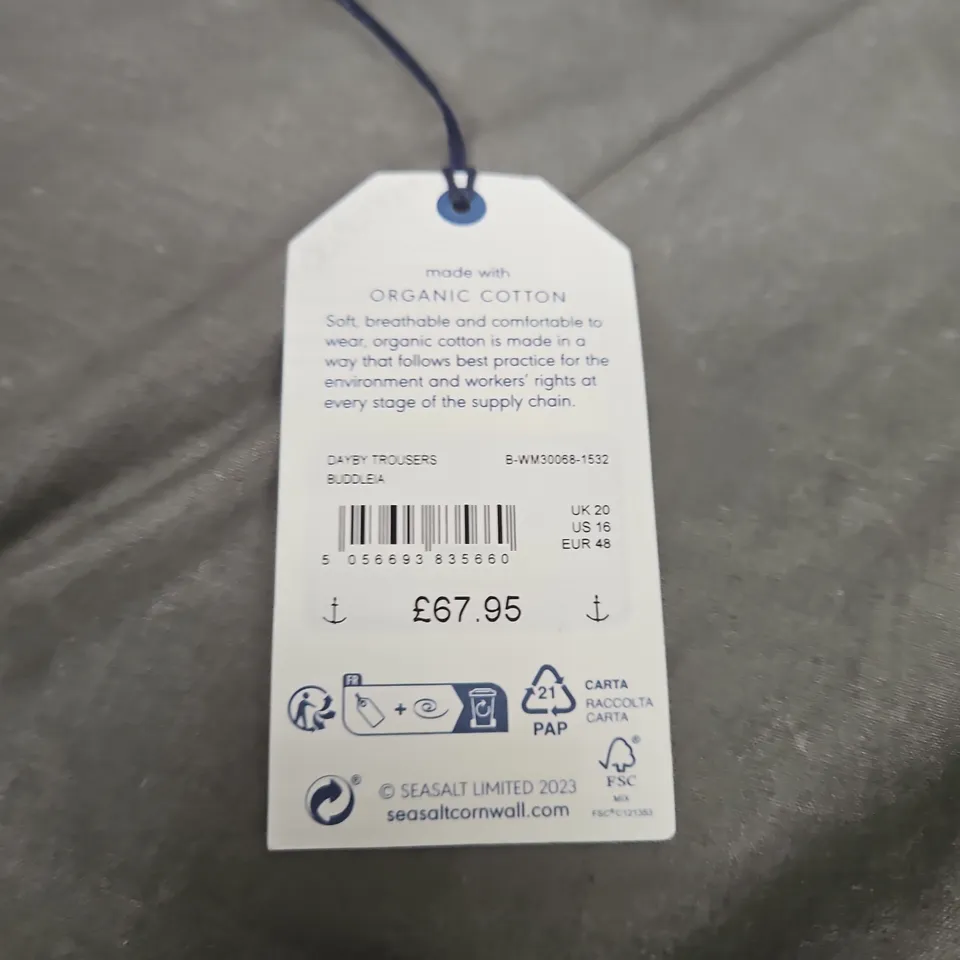 made with
ORGANIC COTTON
Soft, breathable and comfortable to
wear, organic cotton is made in a
way that follows best practice for the
environment and workers' rights at
every stage of the supply chain.
DAYBY TROUSERS B-WM30068-1532
BUDDLEIA
UK 20
US 16
EUR 48
5 056693 835660
£67.95
FR
21
PAP
CARTA
RACCOLTA
CARTA
®
FSC
MIX
FSC® C121353
®
© SEASALT LIMITED 2023
seasaltcornwall.com